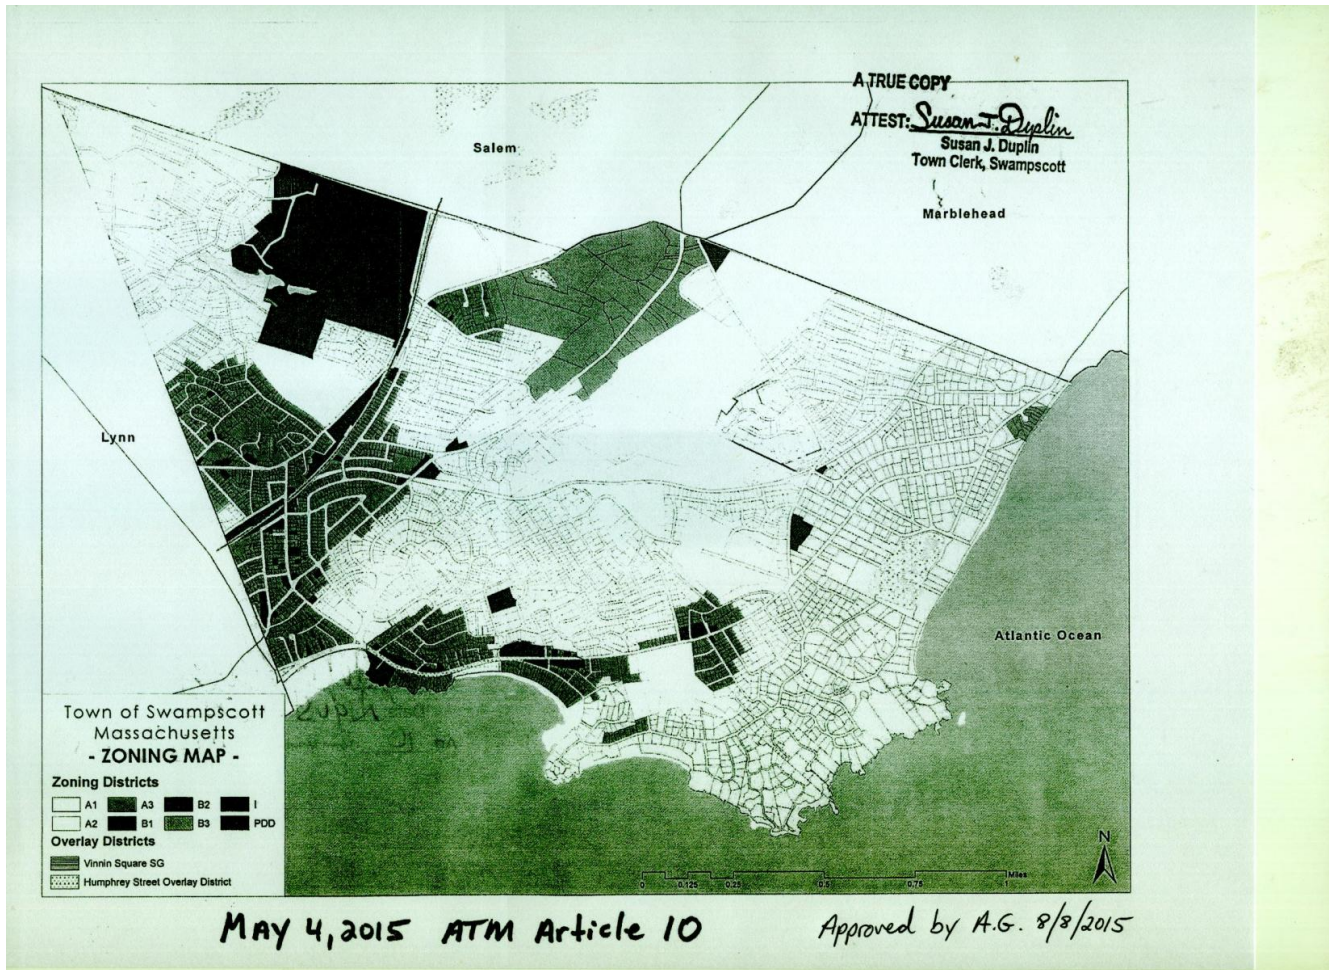 A TRUE COPY
ATTEST: Susan J. Duplin
Susan J. Duplin
Town Clerk, Swampscott
Salem
Marblehead
Lynn
Atlantic Ocean
Town of Swampscott
Massachusetts
- ZONING MAP -
Zoning Districts
A1 A3 B2 I
A2 B1 B3 PDD
Overlay Districts
Vinnin Square SG
Humphrey Street Overlay District
N
Miles
0 0.125 0.25 0.5 0.75 1
MAY 4, 2015 ATM Article 10
Approved by A.G. 8/8/2015